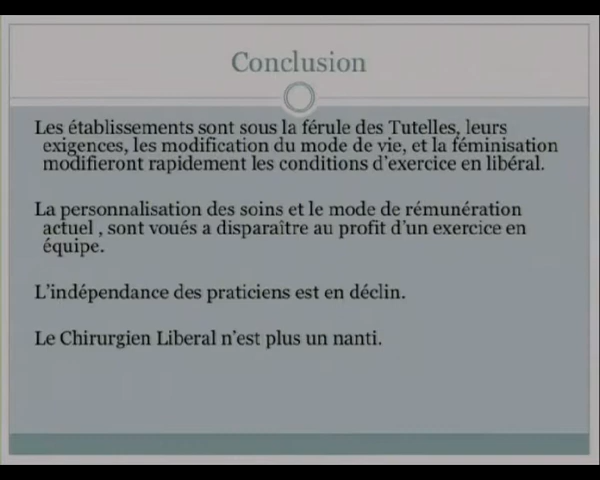 Conclusion
Les établissements sont sous la férule des Tutelles, leurs
exigences, les modification du mode de vie, et la féminisation
modifieront rapidement les conditions d'exercice en libéral.
La personnalisation des soins et le mode de rémunération
actuel , sont voués a disparaître au profit d'un exercice en
équipe.
L'indépendance des praticiens est en déclin.
Le Chirurgien Liberal n'est plus un nanti.